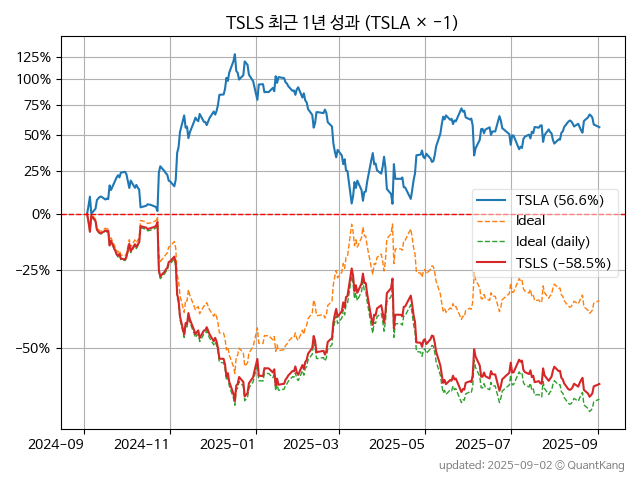 TSLS 최근 1년 성과 (TSLA × −1)
125%
100%
75%
50%
25%
0%
−25%
−50%
TSLA (56.6%)
Ideal
Ideal (daily)
TSLS (−58.5%)
2024-09
2024-11
2025-01
2025-03
2025-05
2025-07
2025-09
updated: 2025-09-02 © QuantKang